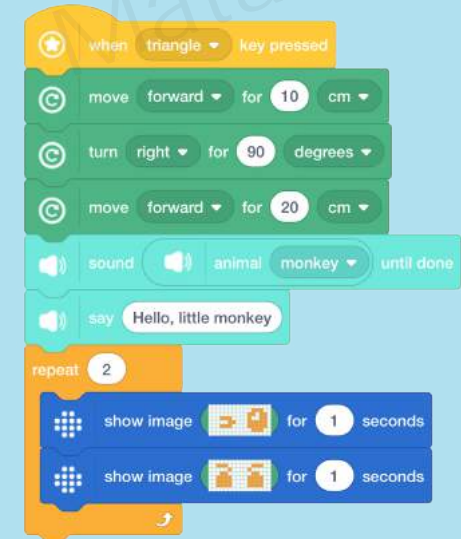 when triangle key pressed
move forward for 10 cm
turn right for 90 degrees
move forward for 20 cm
sound animal monkey until done
say Hello, little monkey
repeat 2
show image for 1 seconds
show image for 1 seconds